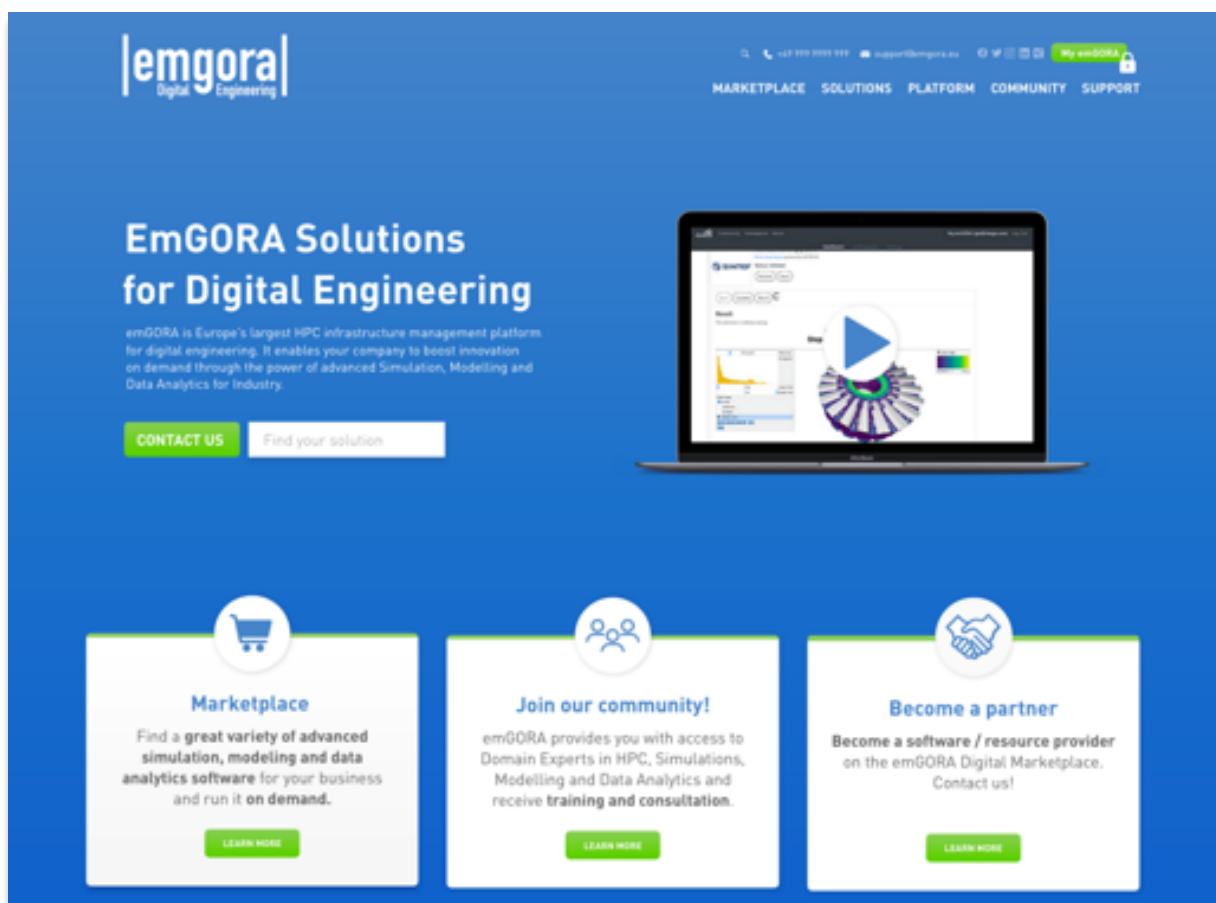 |emgora|
Digital Engineering
support@emgora.eu
My emGORA
MARKETPLACE SOLUTIONS PLATFORM COMMUNITY SUPPORT
EmGORA Solutions
for Digital Engineering
emGORA is Europe's largest HPC infrastructure management platform
for digital engineering. It enables your company to boost innovation
on demand through the power of advanced Simulation, Modelling and
Data Analytics for Industry.
CONTACT US
Find your solution
Result
Marketplace
Find a great variety of advanced
simulation, modeling and data
analytics software for your business
and run it on demand.
LEARN MORE
Join our community!
emGORA provides you with access to
Domain Experts in HPC, Simulations,
Modelling and Data Analytics and
receive training and consultation.
LEARN MORE
Become a partner
Become a software / resource provider
on the emGORA Digital Marketplace.
Contact us!
LEARN MORE